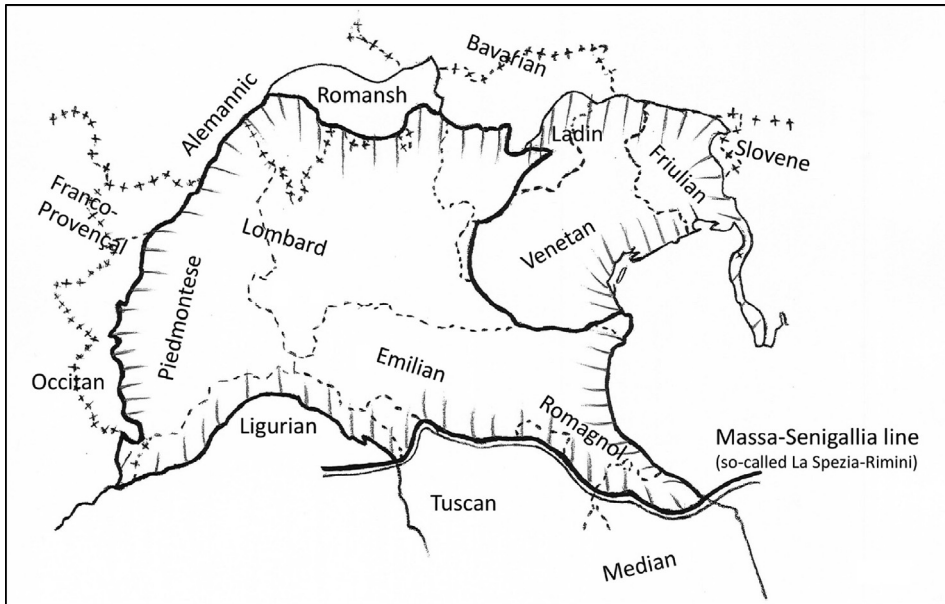 Bavarian
Romansh
Alemannic
Ladin
Slovene
Friulian
Franco-
Provençal
Lombard
Venetan
Piedmontese
Emilian
Occitan
Ligurian
Romagnol
Massa-Senigallia line
(so-called La Spezia-Rimini)
Tuscan
Median